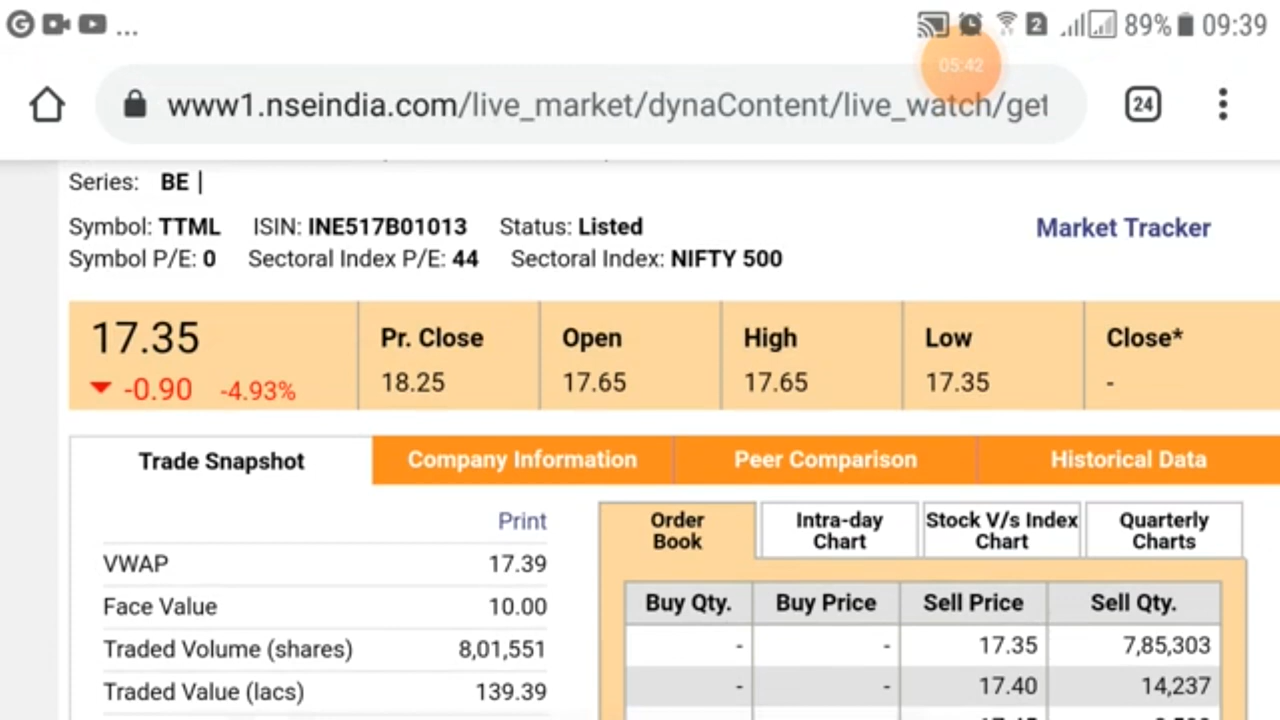 ... 2 89% 09:39
05:42
www1.nseindia.com/live_market/dynaContent/live_watch/get 24
Series: BE |
Symbol: TTML ISIN: INE517B01013 Status: Listed Market Tracker
Symbol P/E: 0 Sectoral Index P/E: 44 Sectoral Index: NIFTY 500
17.35 Pr. Close Open High Low Close*
-0.90 -4.93% 18.25 17.65 17.65 17.35 -
Trade Snapshot Company Information Peer Comparison Historical Data
Print Order Intra-day Stock V/s Index Quarterly
Book Chart Chart Charts
VWAP 17.39
Face Value 10.00 Buy Qty. Buy Price Sell Price Sell Qty.
Traded Volume (shares) 8,01,551 - - 17.35 7,85,303
Traded Value (lacs) 139.39 - - 17.40 14,237